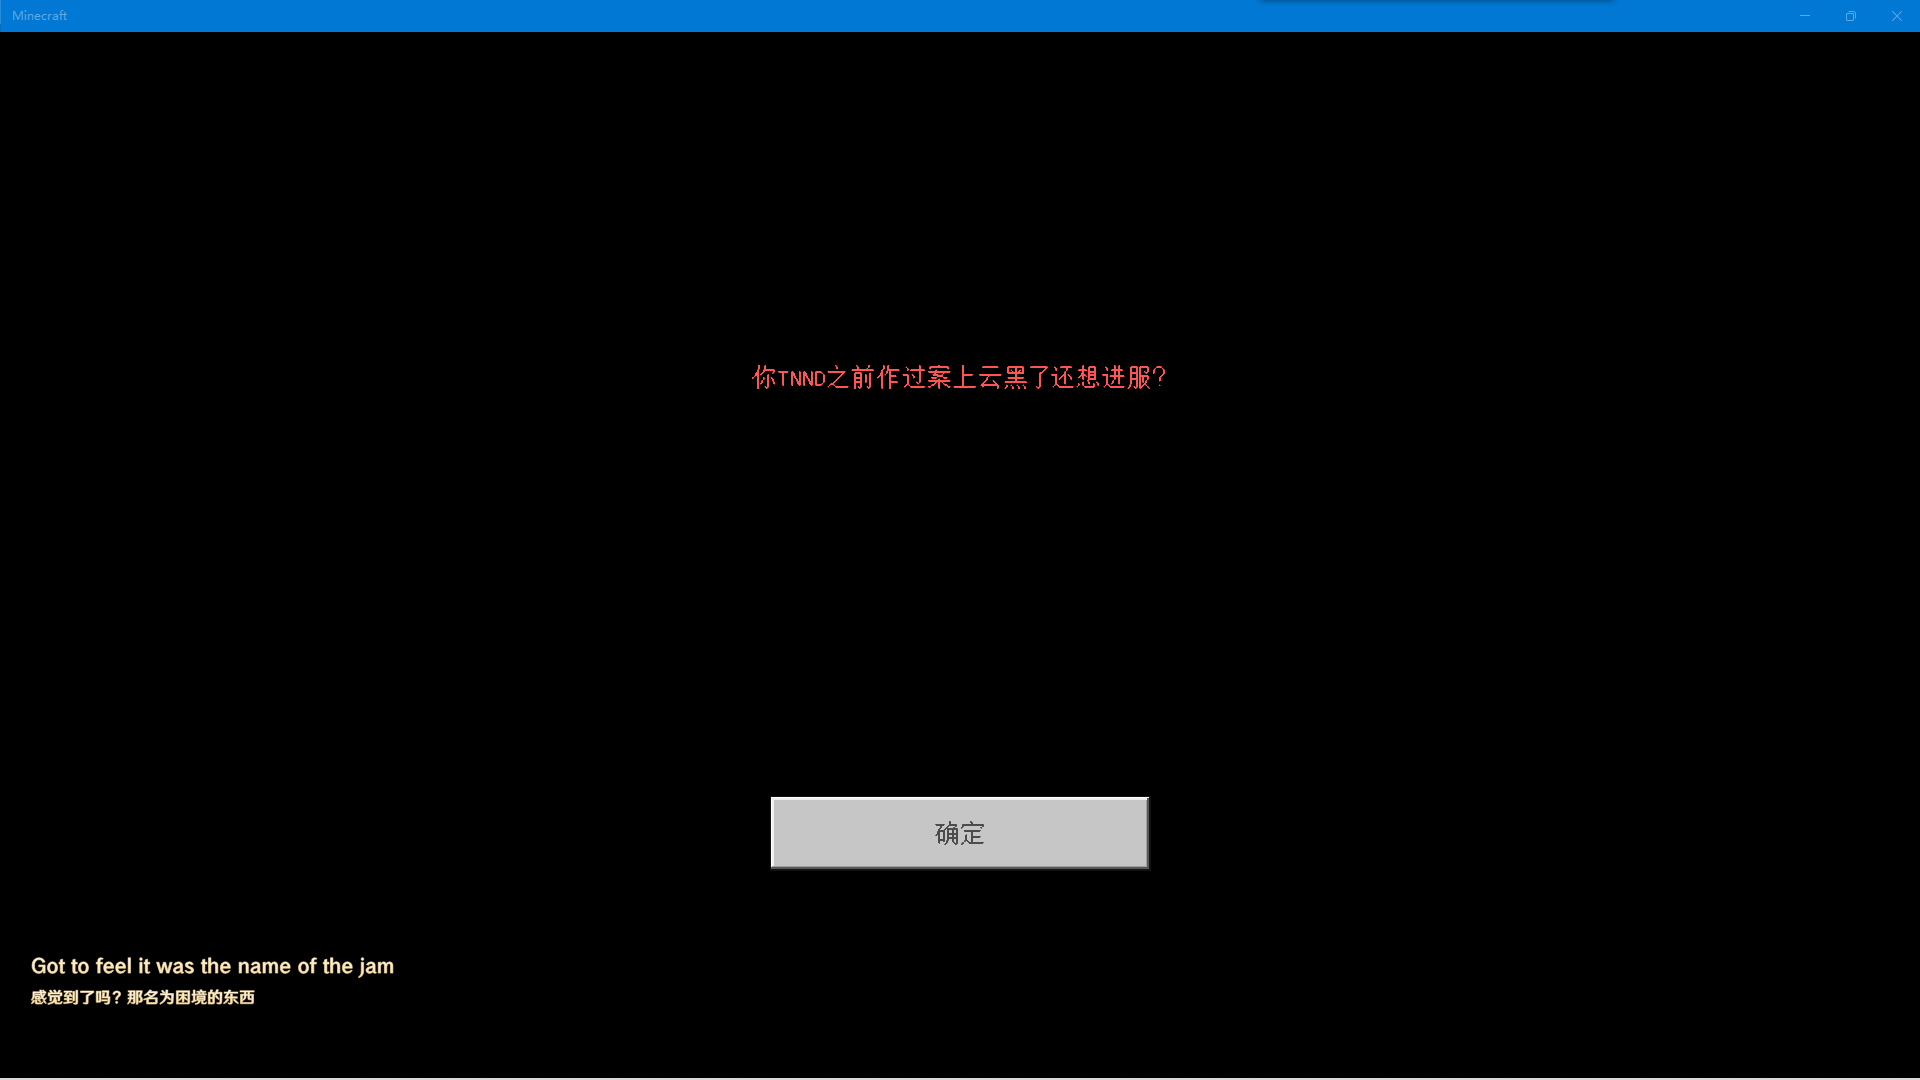 Minecraft
你TNND之前作过案上云黑了还想进服?
确定
Got to feel it was the name of the jam
感觉到了吗？那名为困境的东西